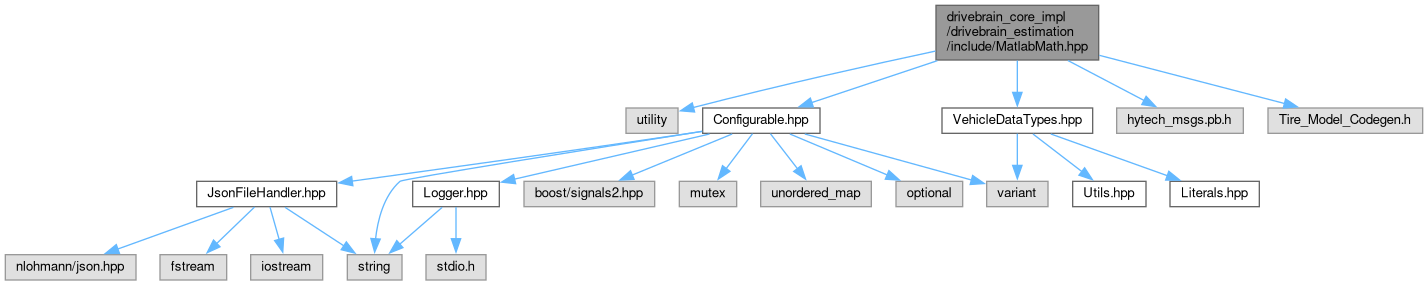 drivebrain_core_impl
/drivebrain_estimation
/include/MatlabMath.hpp
utility
Configurable.hpp
VehicleDataTypes.hpp
hytech_msgs.pb.h
Tire_Model_Codegen.h
JsonFileHandler.hpp
Logger.hpp
boost/signals2.hpp
mutex
unordered_map
optional
variant
Utils.hpp
Literals.hpp
nlohmann/json.hpp
fstream
iostream
string
stdio.h